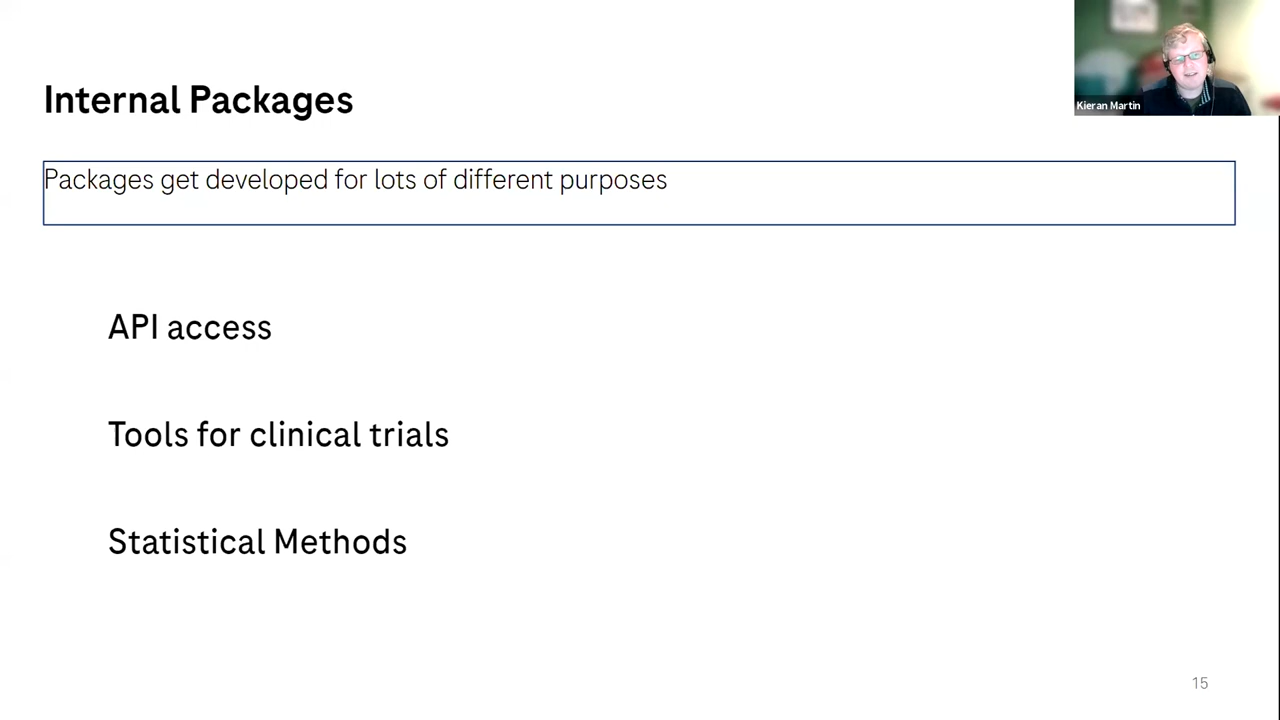 Internal Packages
Kieran Martin
Packages get developed for lots of different purposes
API access
Tools for clinical trials
Statistical Methods
15